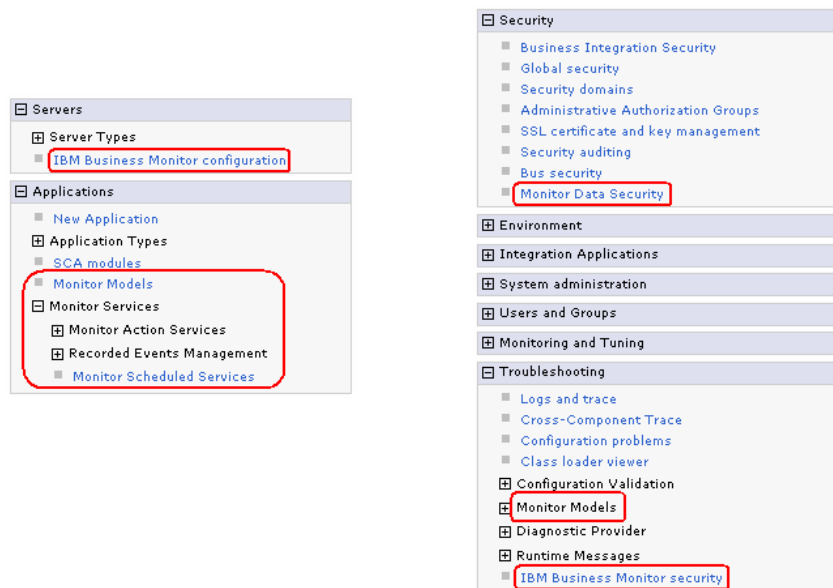 Servers
Server Types
IBM Business Monitor configuration
Applications
New Application
Application Types
SCA modules
Monitor Models
Monitor Services
Monitor Action Services
Recorded Events Management
Monitor Scheduled Services
Security
Business Integration Security
Global security
Security domains
Administrative Authorization Groups
SSL certificate and key management
Security auditing
Bus security
Monitor Data Security
Environment
Integration Applications
System administration
Users and Groups
Monitoring and Tuning
Troubleshooting
Logs and trace
Cross-Component Trace
Configuration problems
Class loader viewer
Configuration Validation
Monitor Models
Diagnostic Provider
Runtime Messages
IBM Business Monitor security